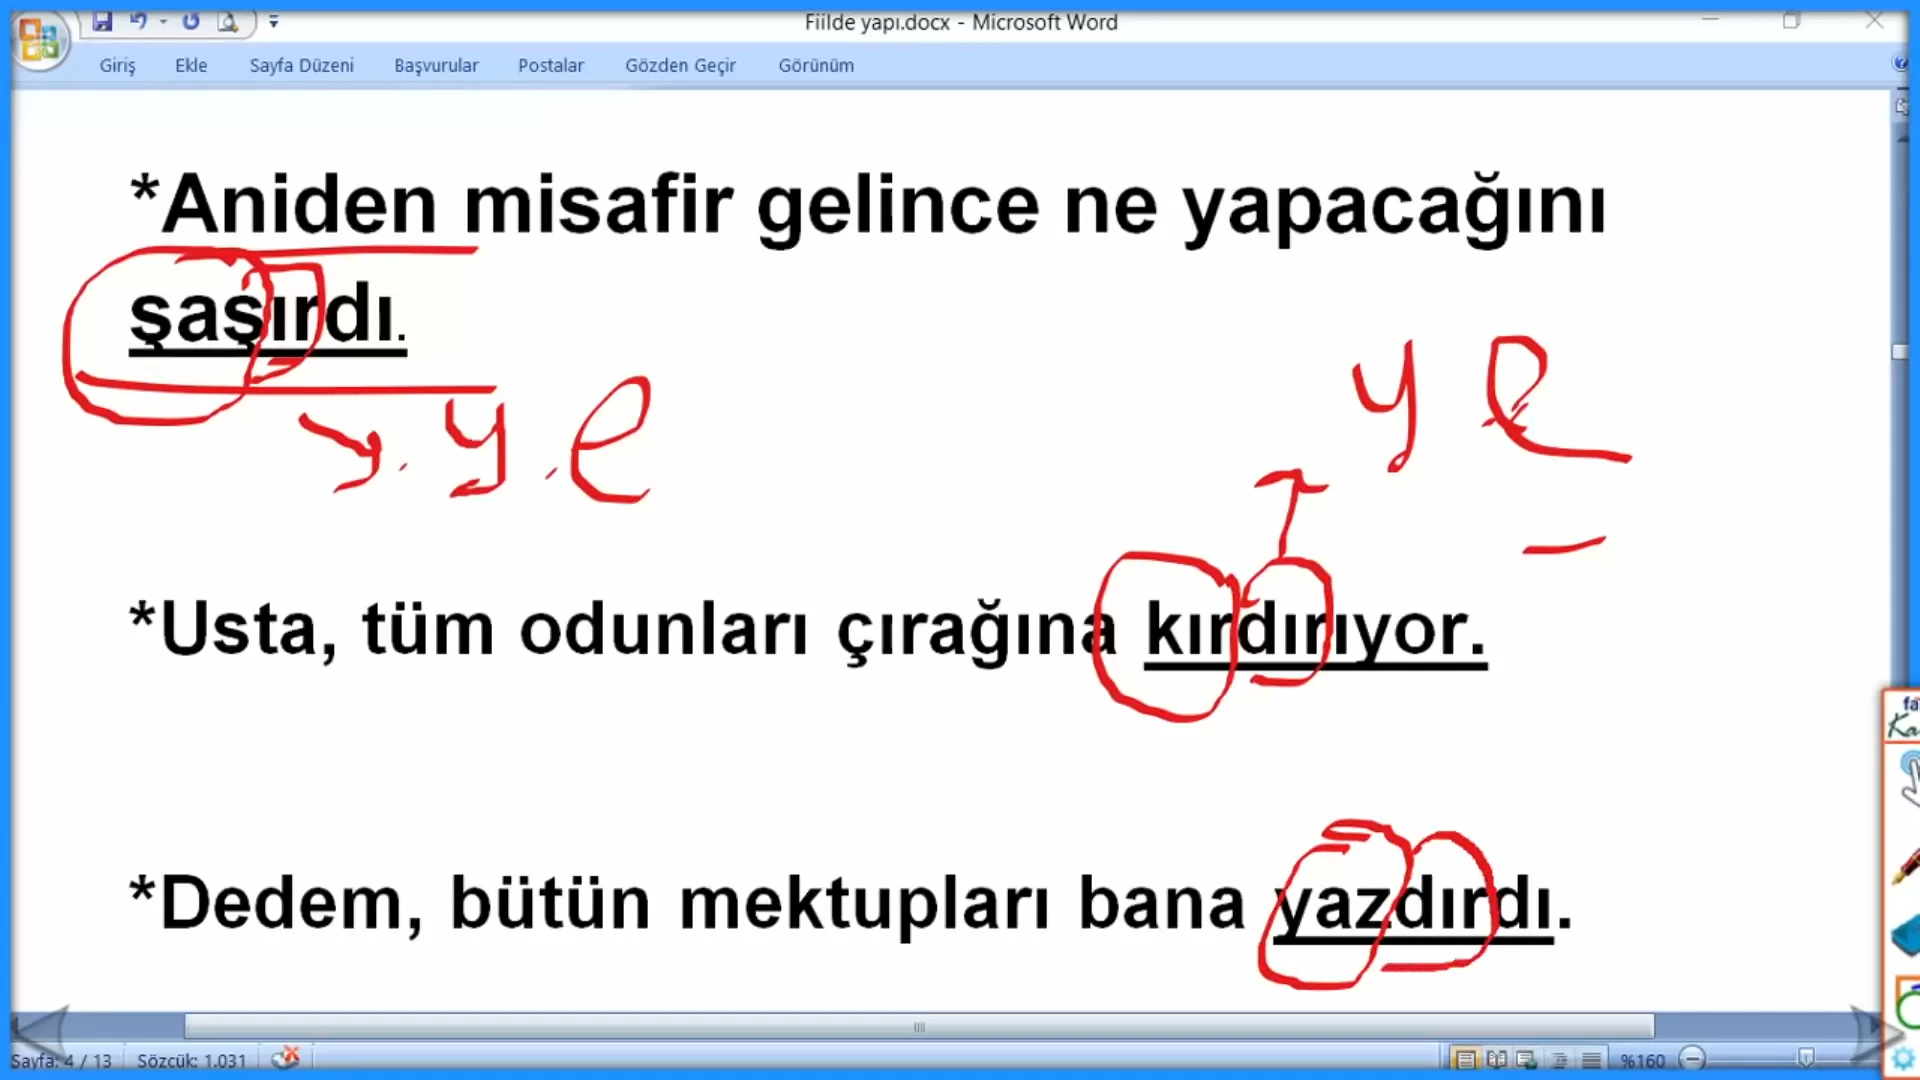 Fiilde yapı.docx - Microsoft Word
Giriş Ekle Sayfa Düzeni Başvurular Postalar Gözden Geçir Görünüm
*Aniden misafir gelince ne yapacağını
şaşırdı.
y.e
y e
*Usta, tüm odunları çırağına kırdırıyor.
*Dedem, bütün mektupları bana yazdırdı.
Sayfa: 4 / 13 Sözcük: 1.031 %160